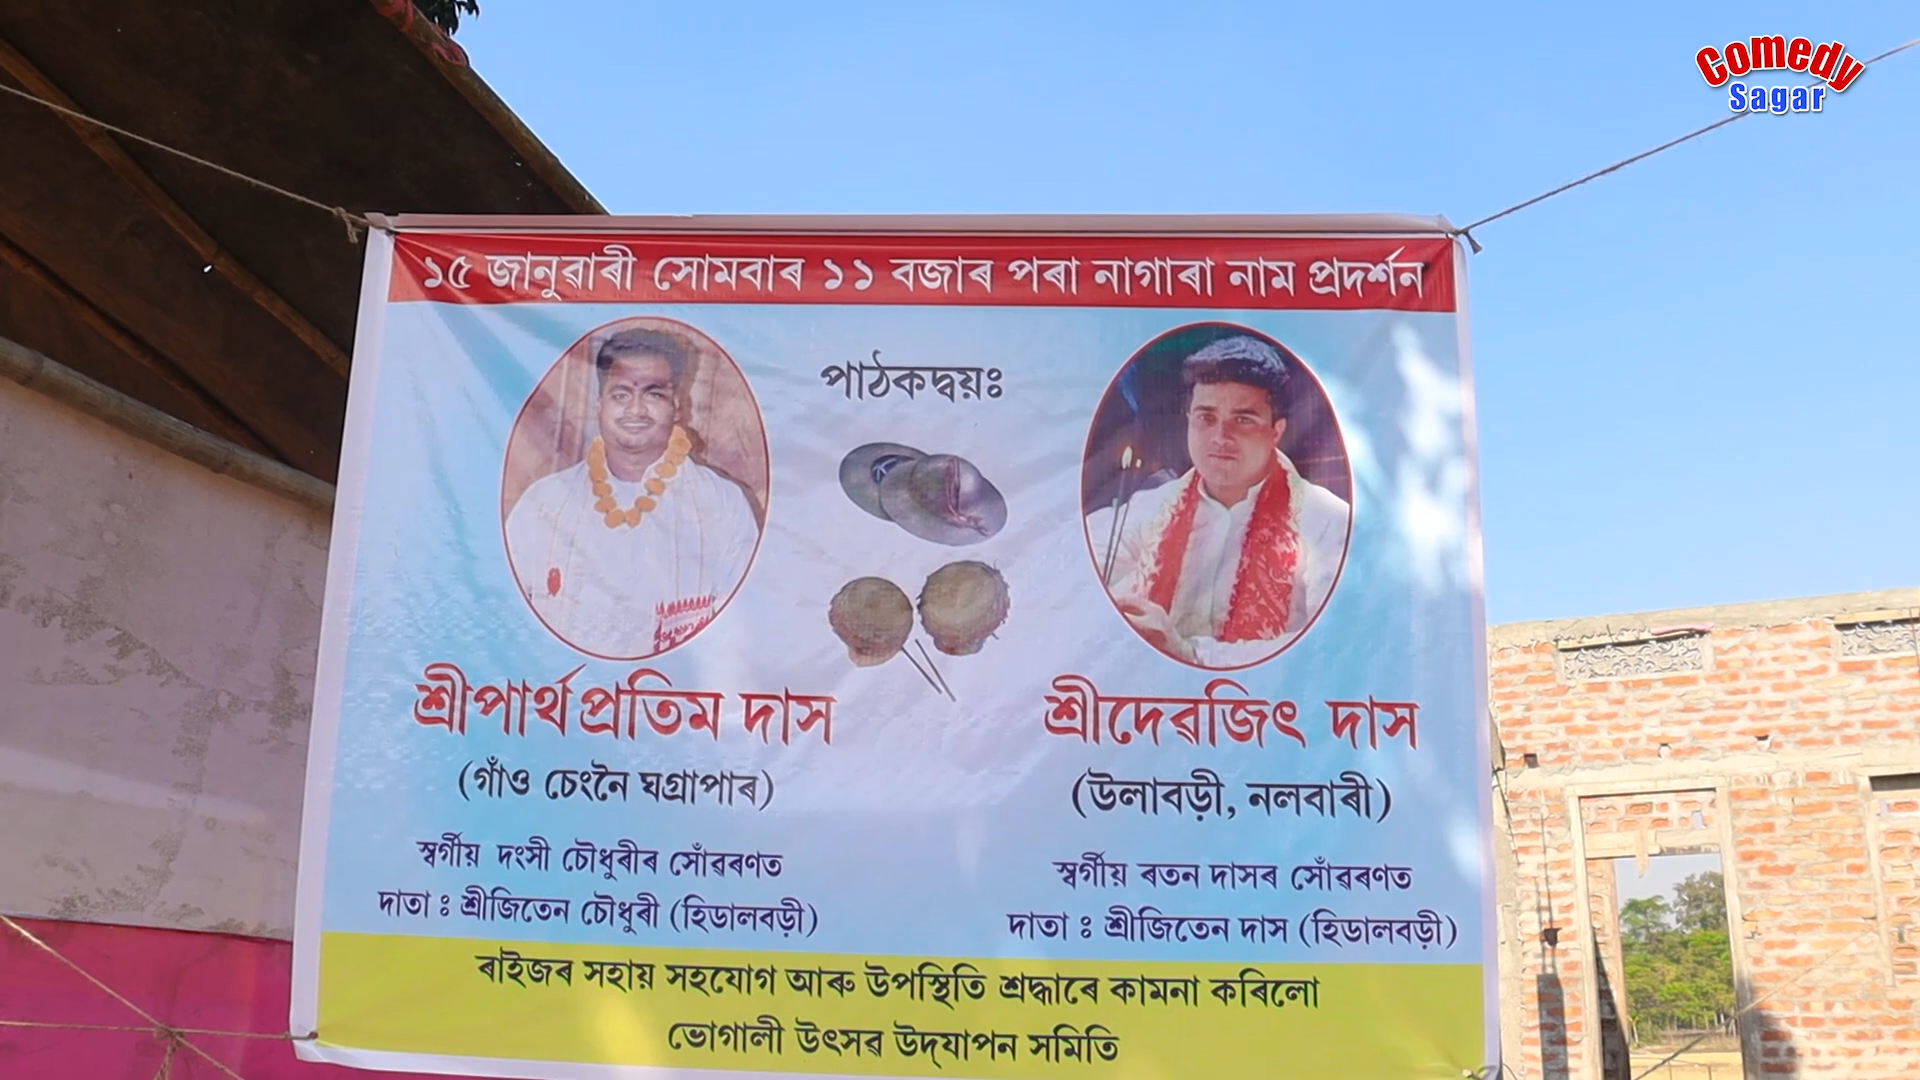 Comedy
Sagar
১৫ জানুৱাৰী সোমবাৰ ১১ বজাৰ পৰা নাগাৰা নাম প্ৰদৰ্শন
পাঠকদ্বয়ঃ
শ্ৰীপাৰ্থপ্ৰতিম দাস
(গাঁও চেংনৈ ঘগ্ৰাপাৰ)
স্বৰ্গীয় দংসী চৌধুৰীৰ সোঁৱৰণত
দাতা ঃ শ্ৰীজিতেন চৌধুৰী (হিডালবড়ী)
শ্ৰীদেৱজিৎ দাস
(উলাবড়ী, নলবাৰী)
স্বৰ্গীয় ৰতন দাসৰ সোঁৱৰণত
দাতা ঃ শ্ৰীজিতেন দাস (হিডালবড়ী)
ৰাইজৰ সহায় সহযোগ আৰু উপস্থিতি শ্ৰদ্ধাৰে কামনা কৰিলো
ভোগালী উৎসৱ উদ্‌যাপন সমিতি